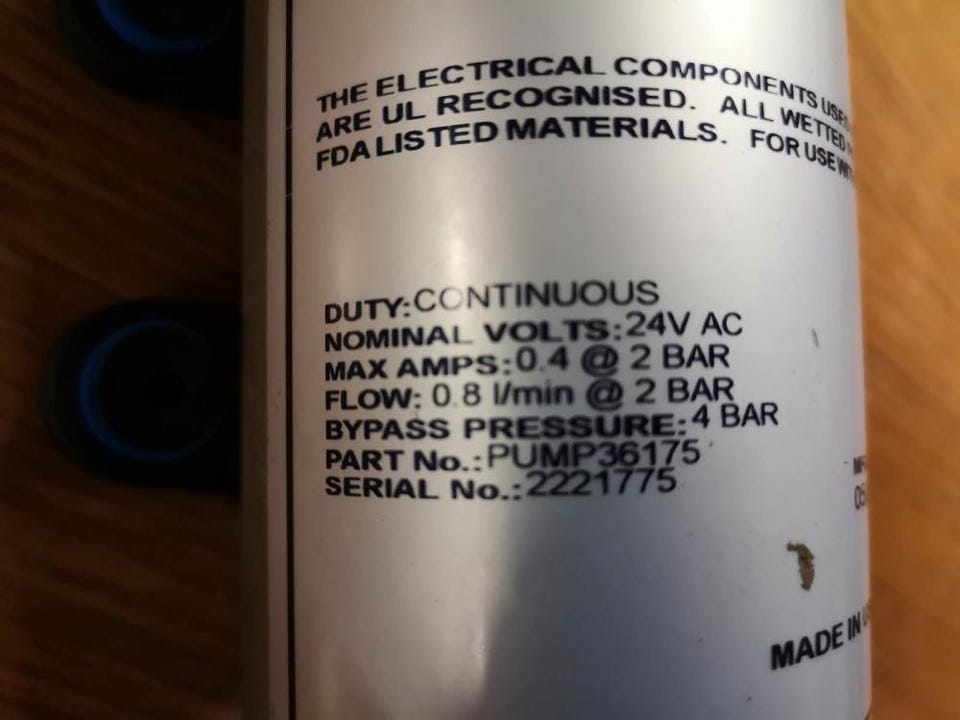 THE ELECTRICAL COMPONENTS USED
ARE UL RECOGNISED. ALL WETTED
FDA LISTED MATERIALS. FOR USE
DUTY: CONTINUOUS
NOMINAL VOLTS: 24V AC
MAX AMPS: 0.4 @ 2 BAR
FLOW: 0.8 l/min @ 2 BAR
BYPASS PRESSURE: 4 BAR
PART No.: PUMP36175
SERIAL No.: 2221775
MADE IN